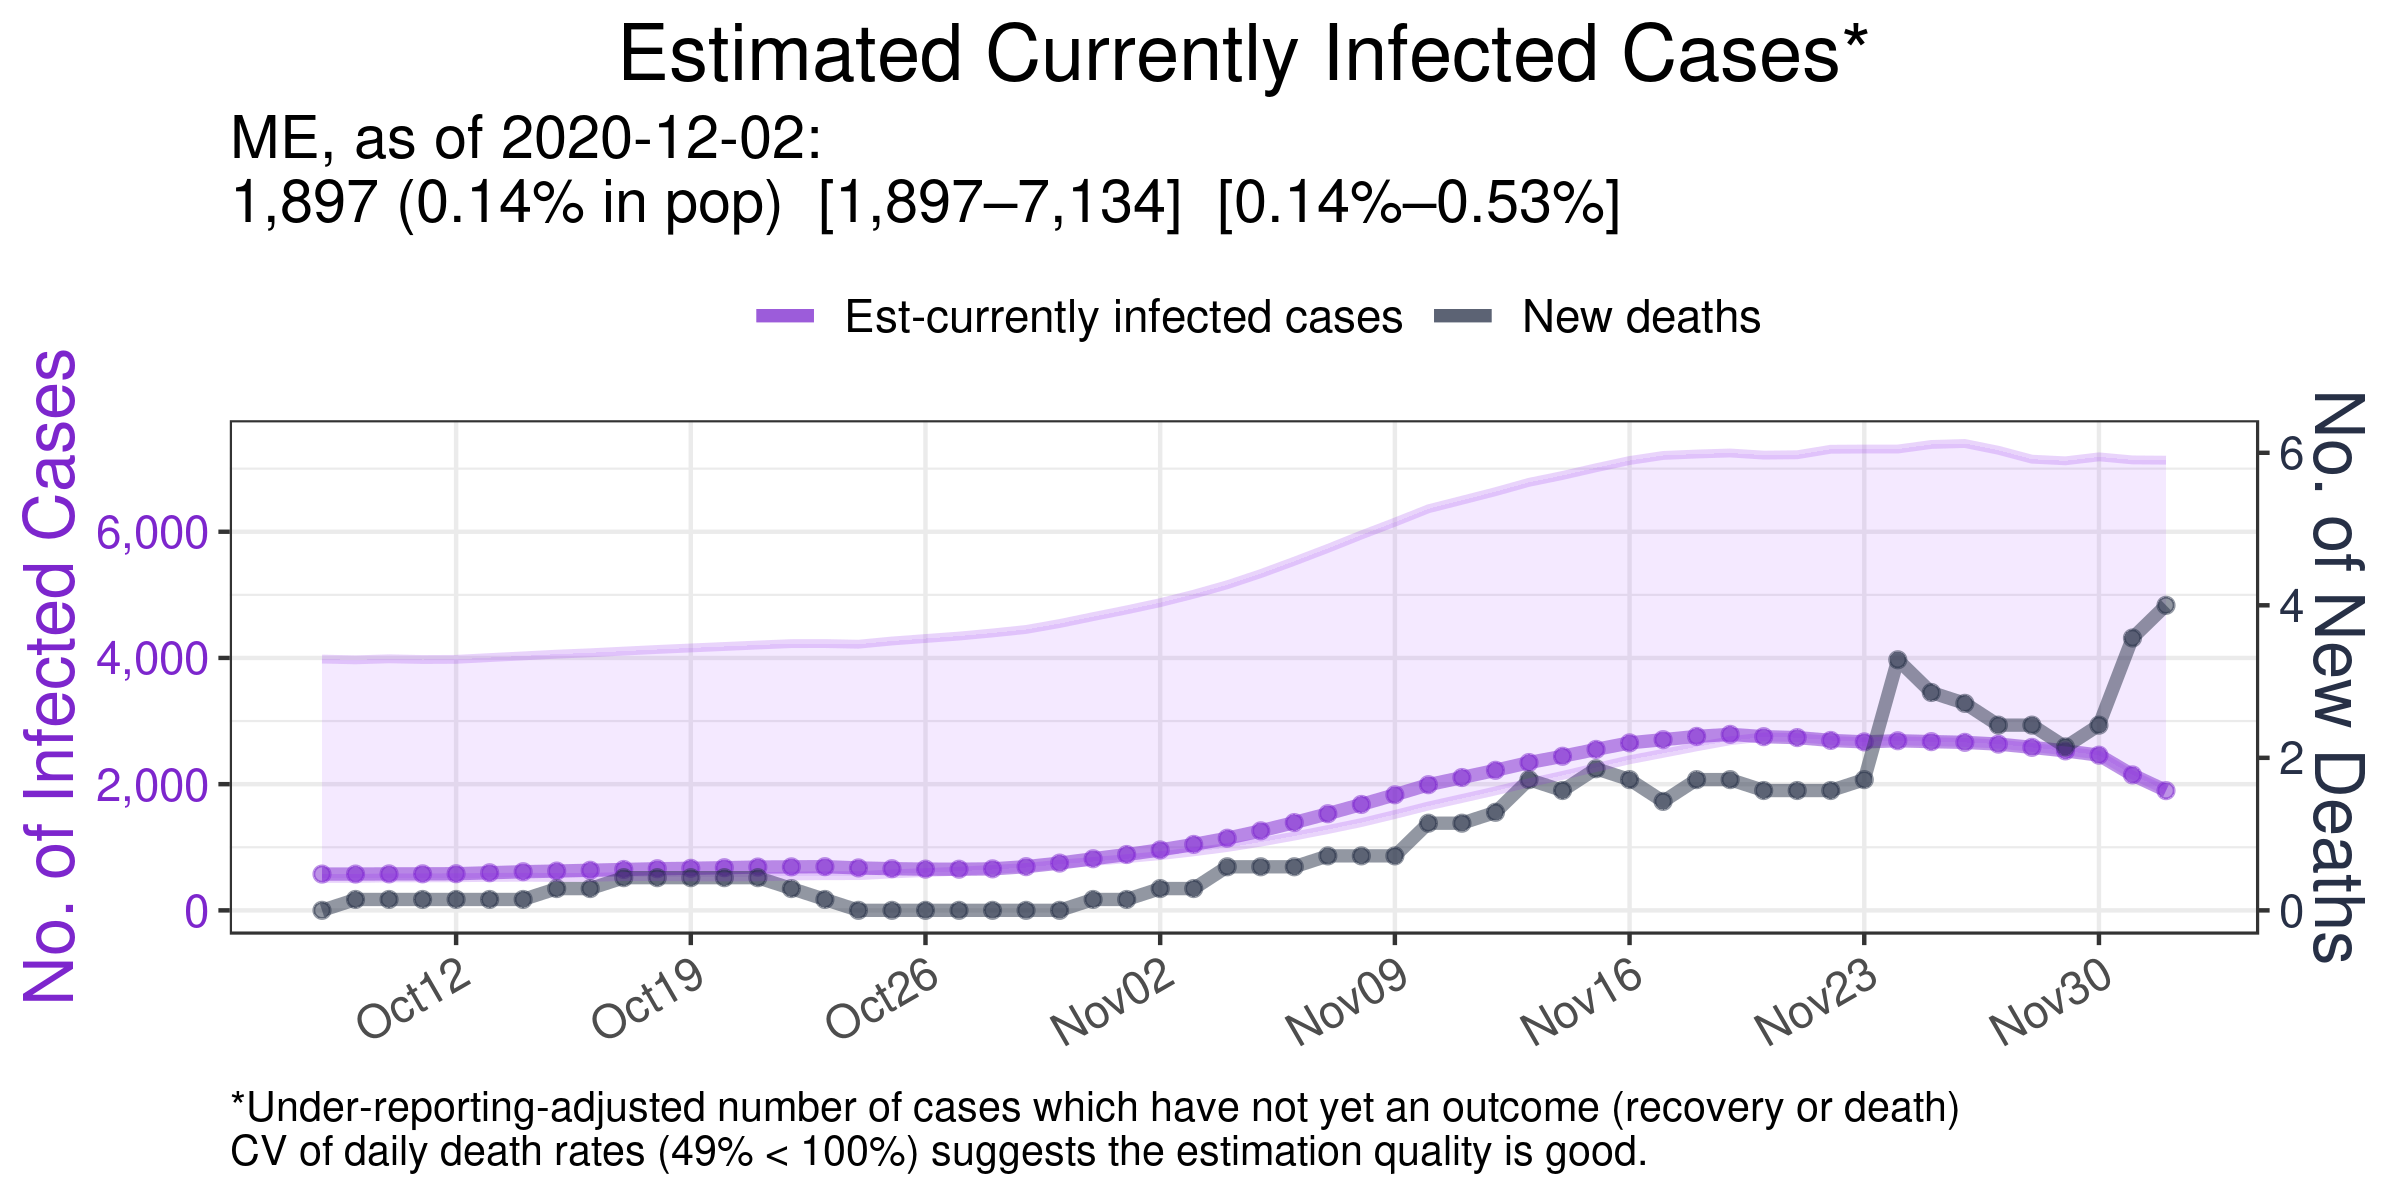 Estimated Currently Infected Cases*
ME, as of 2020-12-02:
1,897 (0.14% in pop)  [1,897–7,134]  [0.14%–0.53%]
Est-currently infected cases
New deaths
No. of Infected Cases
6,000
4,000
2,000
0
6
4
2
0
No. of New Deaths
Oct12
Oct19
Oct26
Nov02
Nov09
Nov16
Nov23
Nov30
*Under-reporting-adjusted number of cases which have not yet an outcome (recovery or death)
CV of daily death rates (49% < 100%) suggests the estimation quality is good.